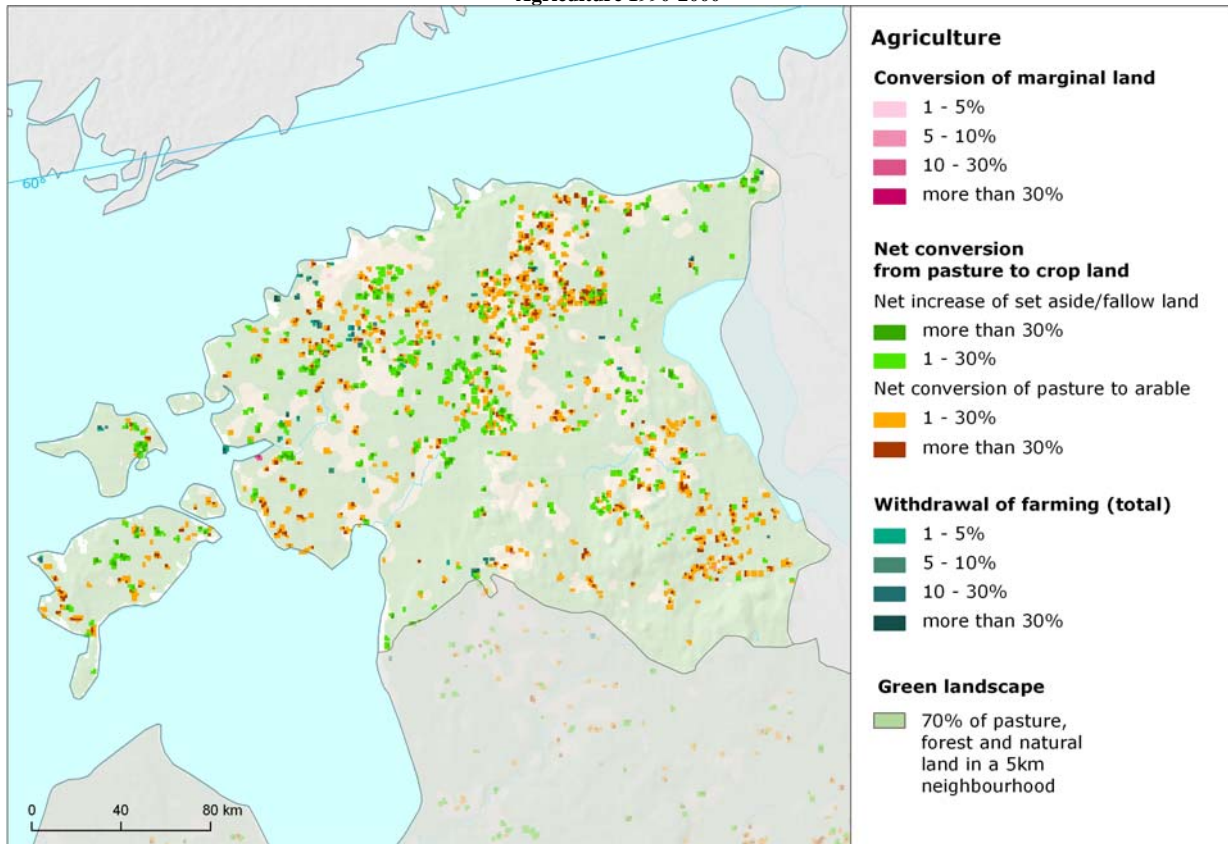 Agriculture 1990-2000
Agriculture
Conversion of marginal land
1 - 5%
5 - 10%
10 - 30%
more than 30%
Net conversion
from pasture to crop land
Net increase of set aside/fallow land
more than 30%
1 - 30%
Net conversion of pasture to arable
1 - 30%
more than 30%
Withdrawal of farming (total)
1 - 5%
5 - 10%
10 - 30%
more than 30%
Green landscape
70% of pasture,
forest and natural
land in a 5km
neighbourhood
60°
0 40 80 km